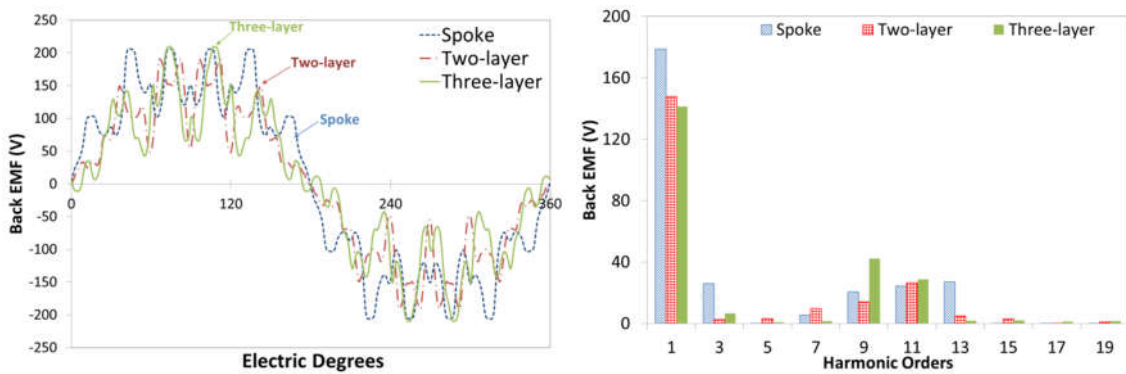 Back EMF (V)
250
200
150
100
50
0
-50
-100
-150
-200
-250
0
120
240
360
Electric Degrees
Three-layer
Two-layer
Spoke
Spoke
Two-layer
Three-layer
Back EMF (V)
200
160
120
80
40
0
Spoke
Two-layer
Three-layer
1 3 5 7 9 11 13 15 17 19
Harmonic Orders